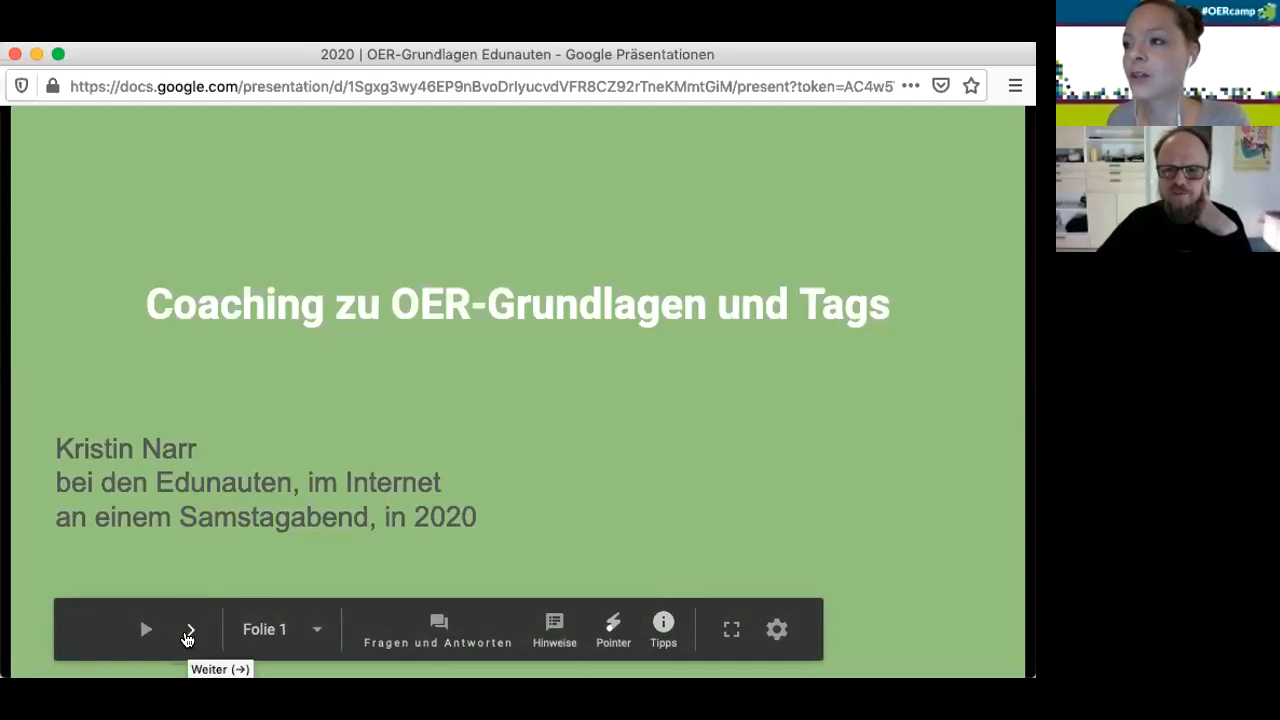 #OERcamp
2020 | OER-Grundlagen Edunauten - Google Präsentationen
https://docs.google.com/presentation/d/1Sgxg3wy46EP9nBvoDrIyucvdVFR8CZ92rTneKMmtGiM/present?token=AC4w5
Coaching zu OER-Grundlagen und Tags
Kristin Narr
bei den Edunauten, im Internet
an einem Samstagabend, in 2020
Folie 1
Fragen und Antworten
Hinweise
Pointer
Tipps
Weiter (→)